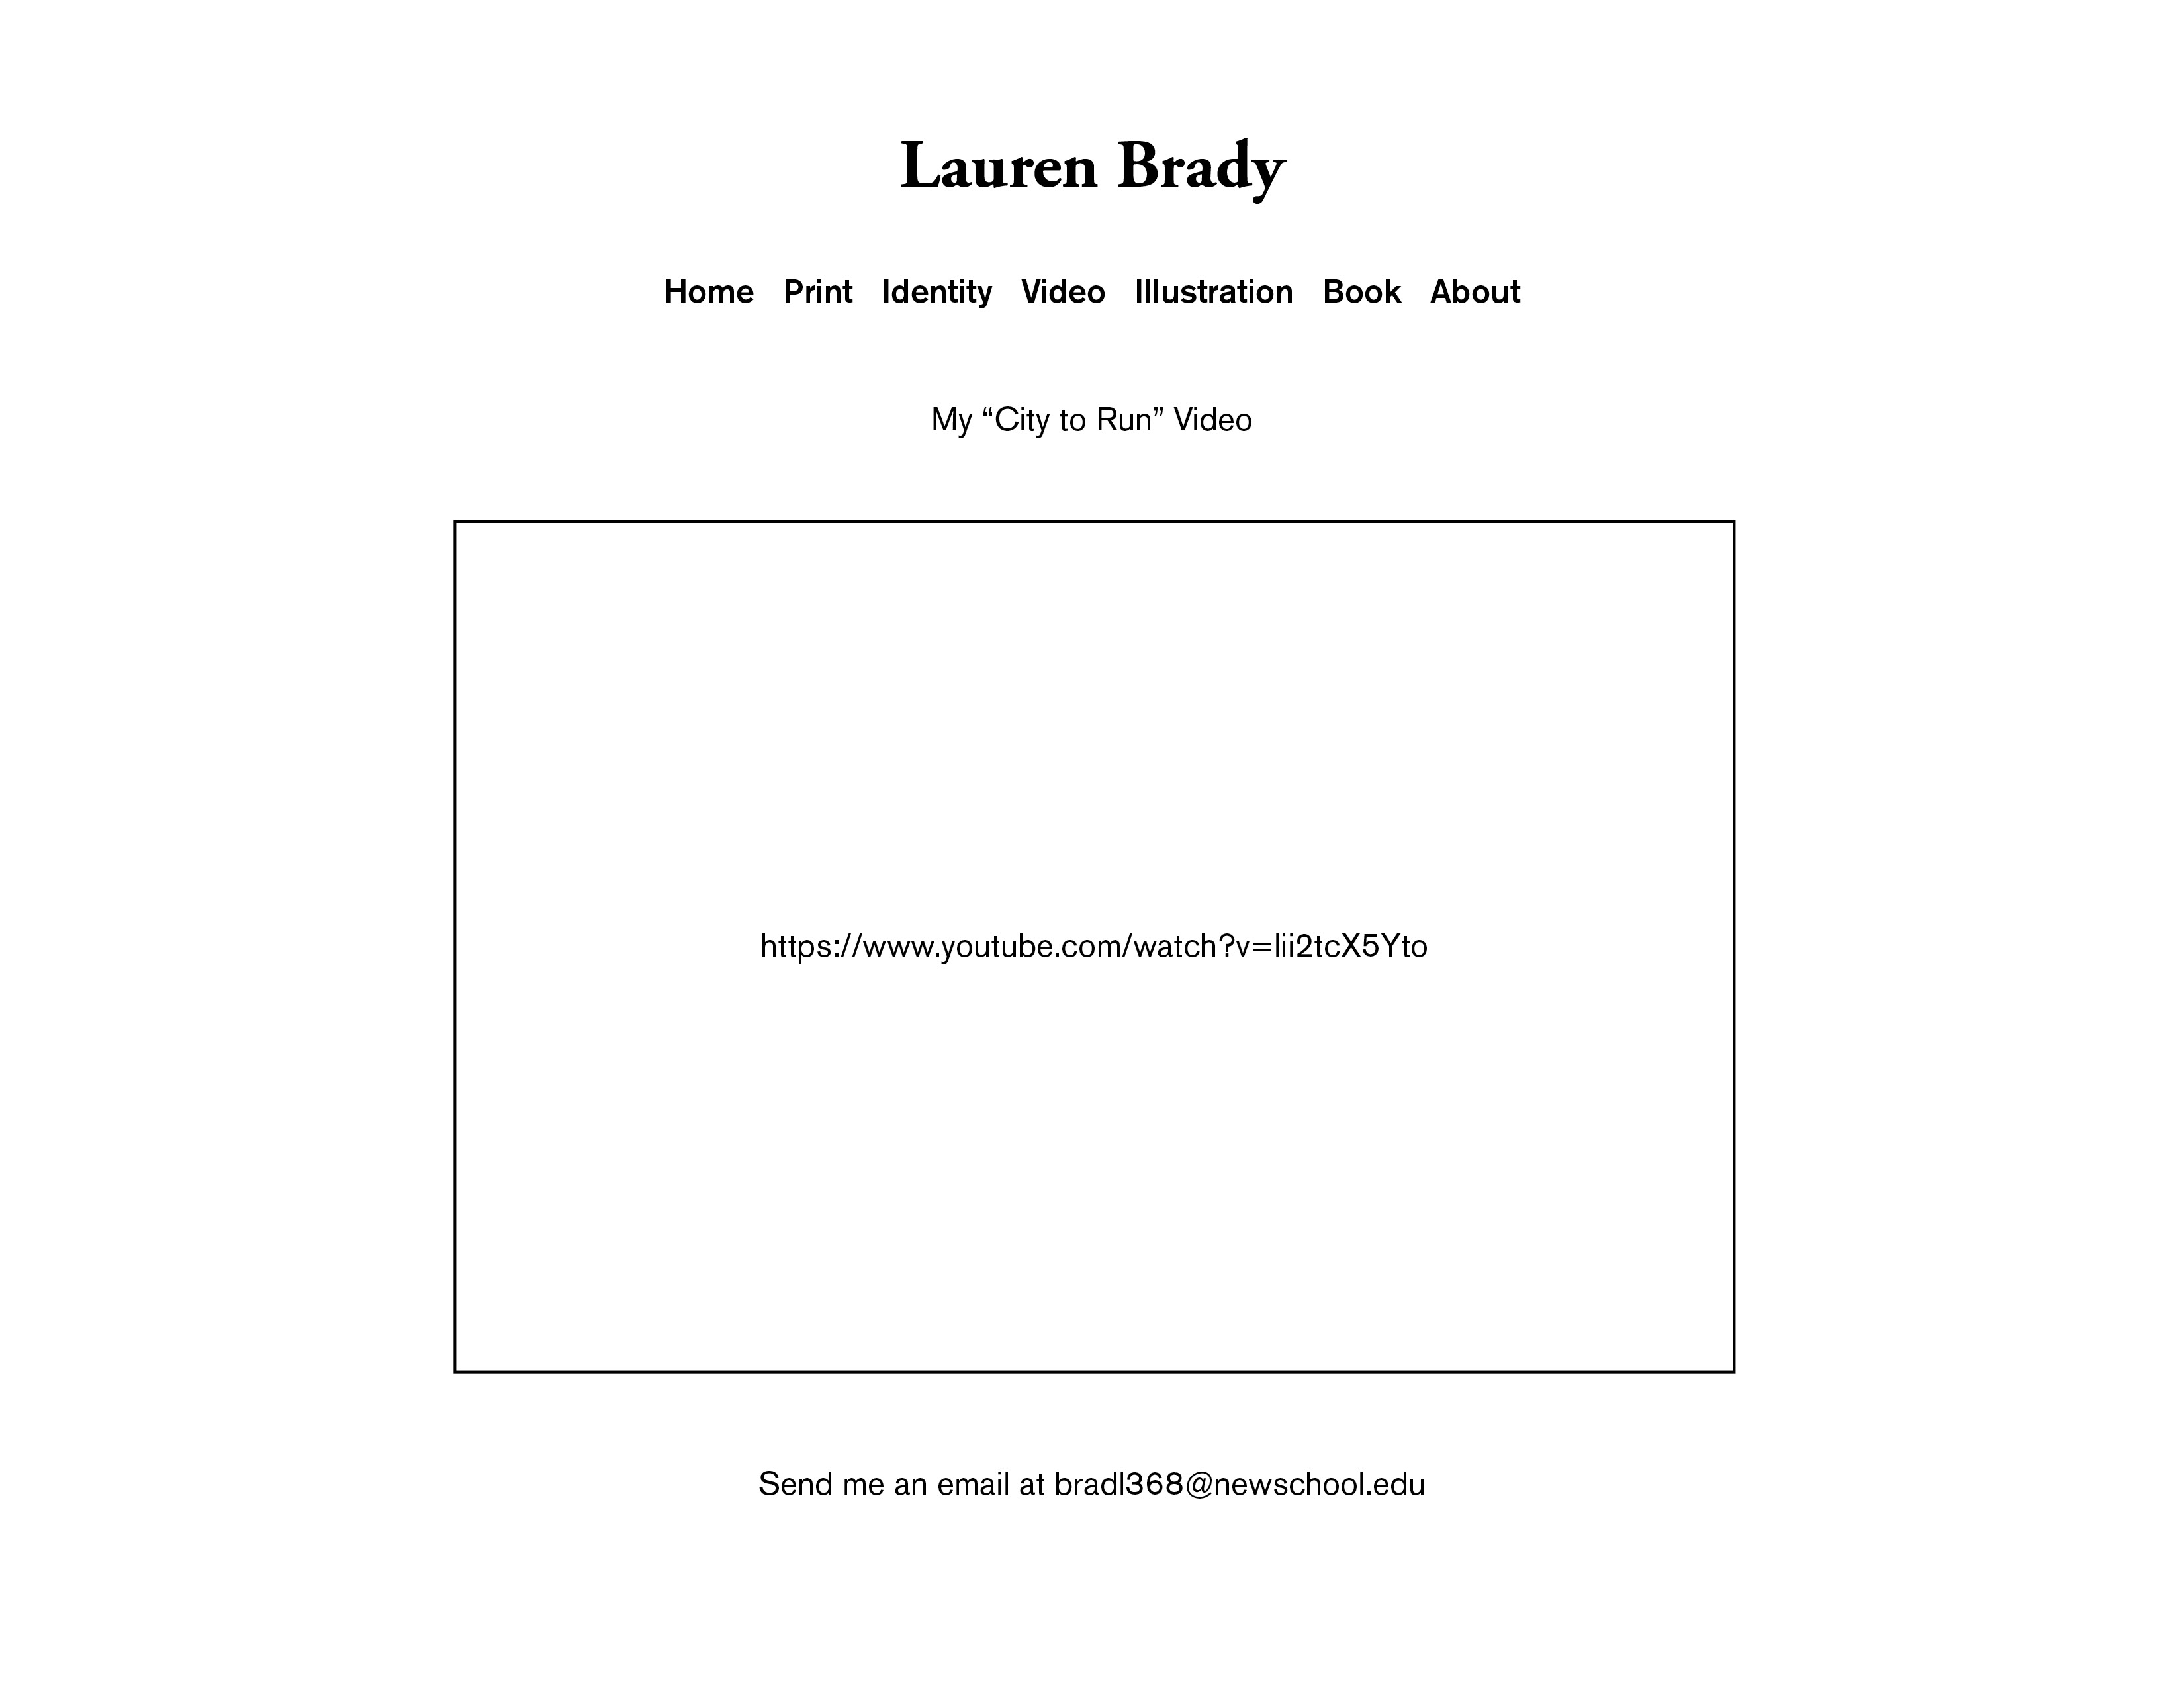 Lauren Brady
Home Print Identity Video Illustration Book About
My “City to Run” Video
https://www.youtube.com/watch?v=lii2tcX5Yto
Send me an email at bradl368@newschool.edu